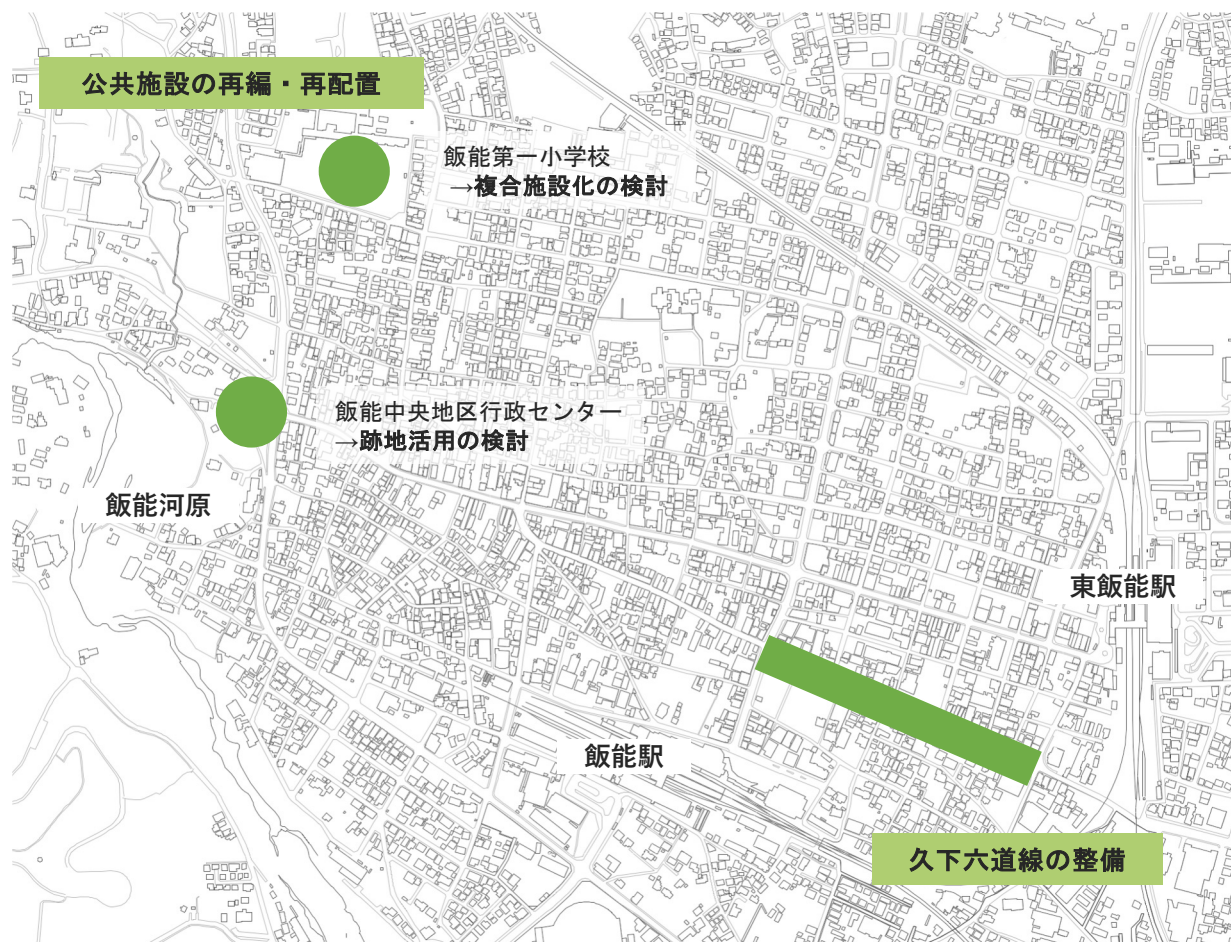 公共施設の再編・再配置
飯能第一小学校
→複合施設化の検討
飯能中央地区行政センター
→跡地活用の検討
飯能河原
東飯能駅
飯能駅
久下六道線の整備